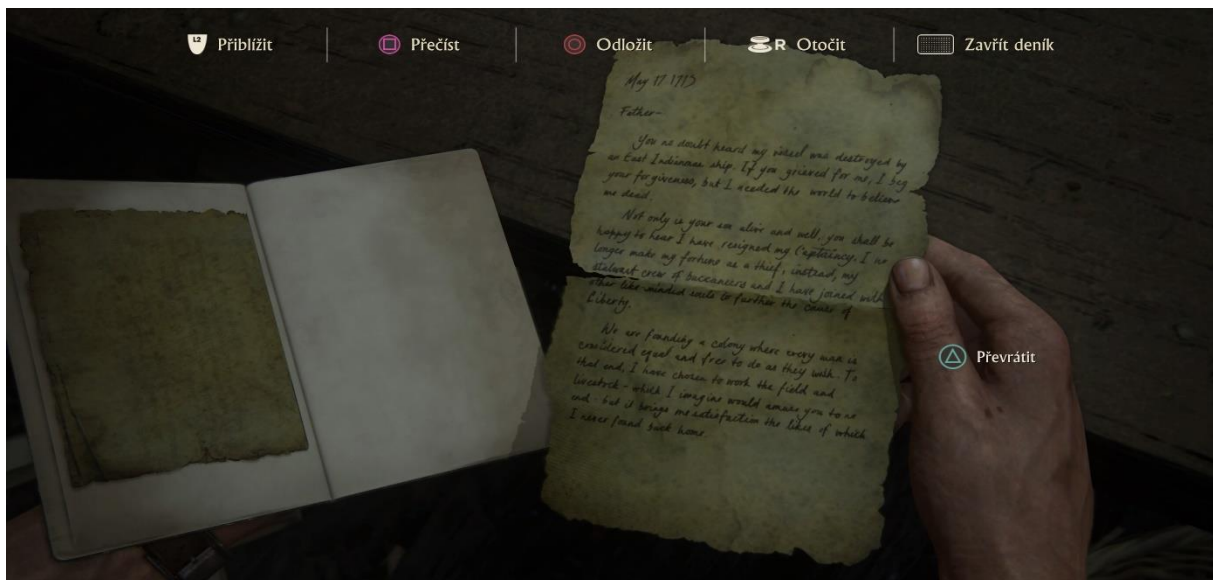 L2 Přiblížit
Přečíst
Odložit
R Otočit
Zavřít deník
May 17 1713
Father-
You no doubt heard my vessel was destroyed by
an East Indiaman ship. If you grieved for me, I beg
your forgiveness, but I needed the world to believe
me dead.
Not only is your son alive and well, you shall be
happy to hear I have resigned my Captaincy. I no
longer make my fortune as a thief, instead, my
stalwart crew of buccaneers and I have joined with
other like minded souls to further the cause of
Liberty.
We are founding a colony where every man is
considered equal and free to do as they wish. To
that end, I have chosen to work the field and
livestock - which I imagine would amuse you to no
end - but it brings me satisfaction the likes of which
I never found back home.
Převrátit